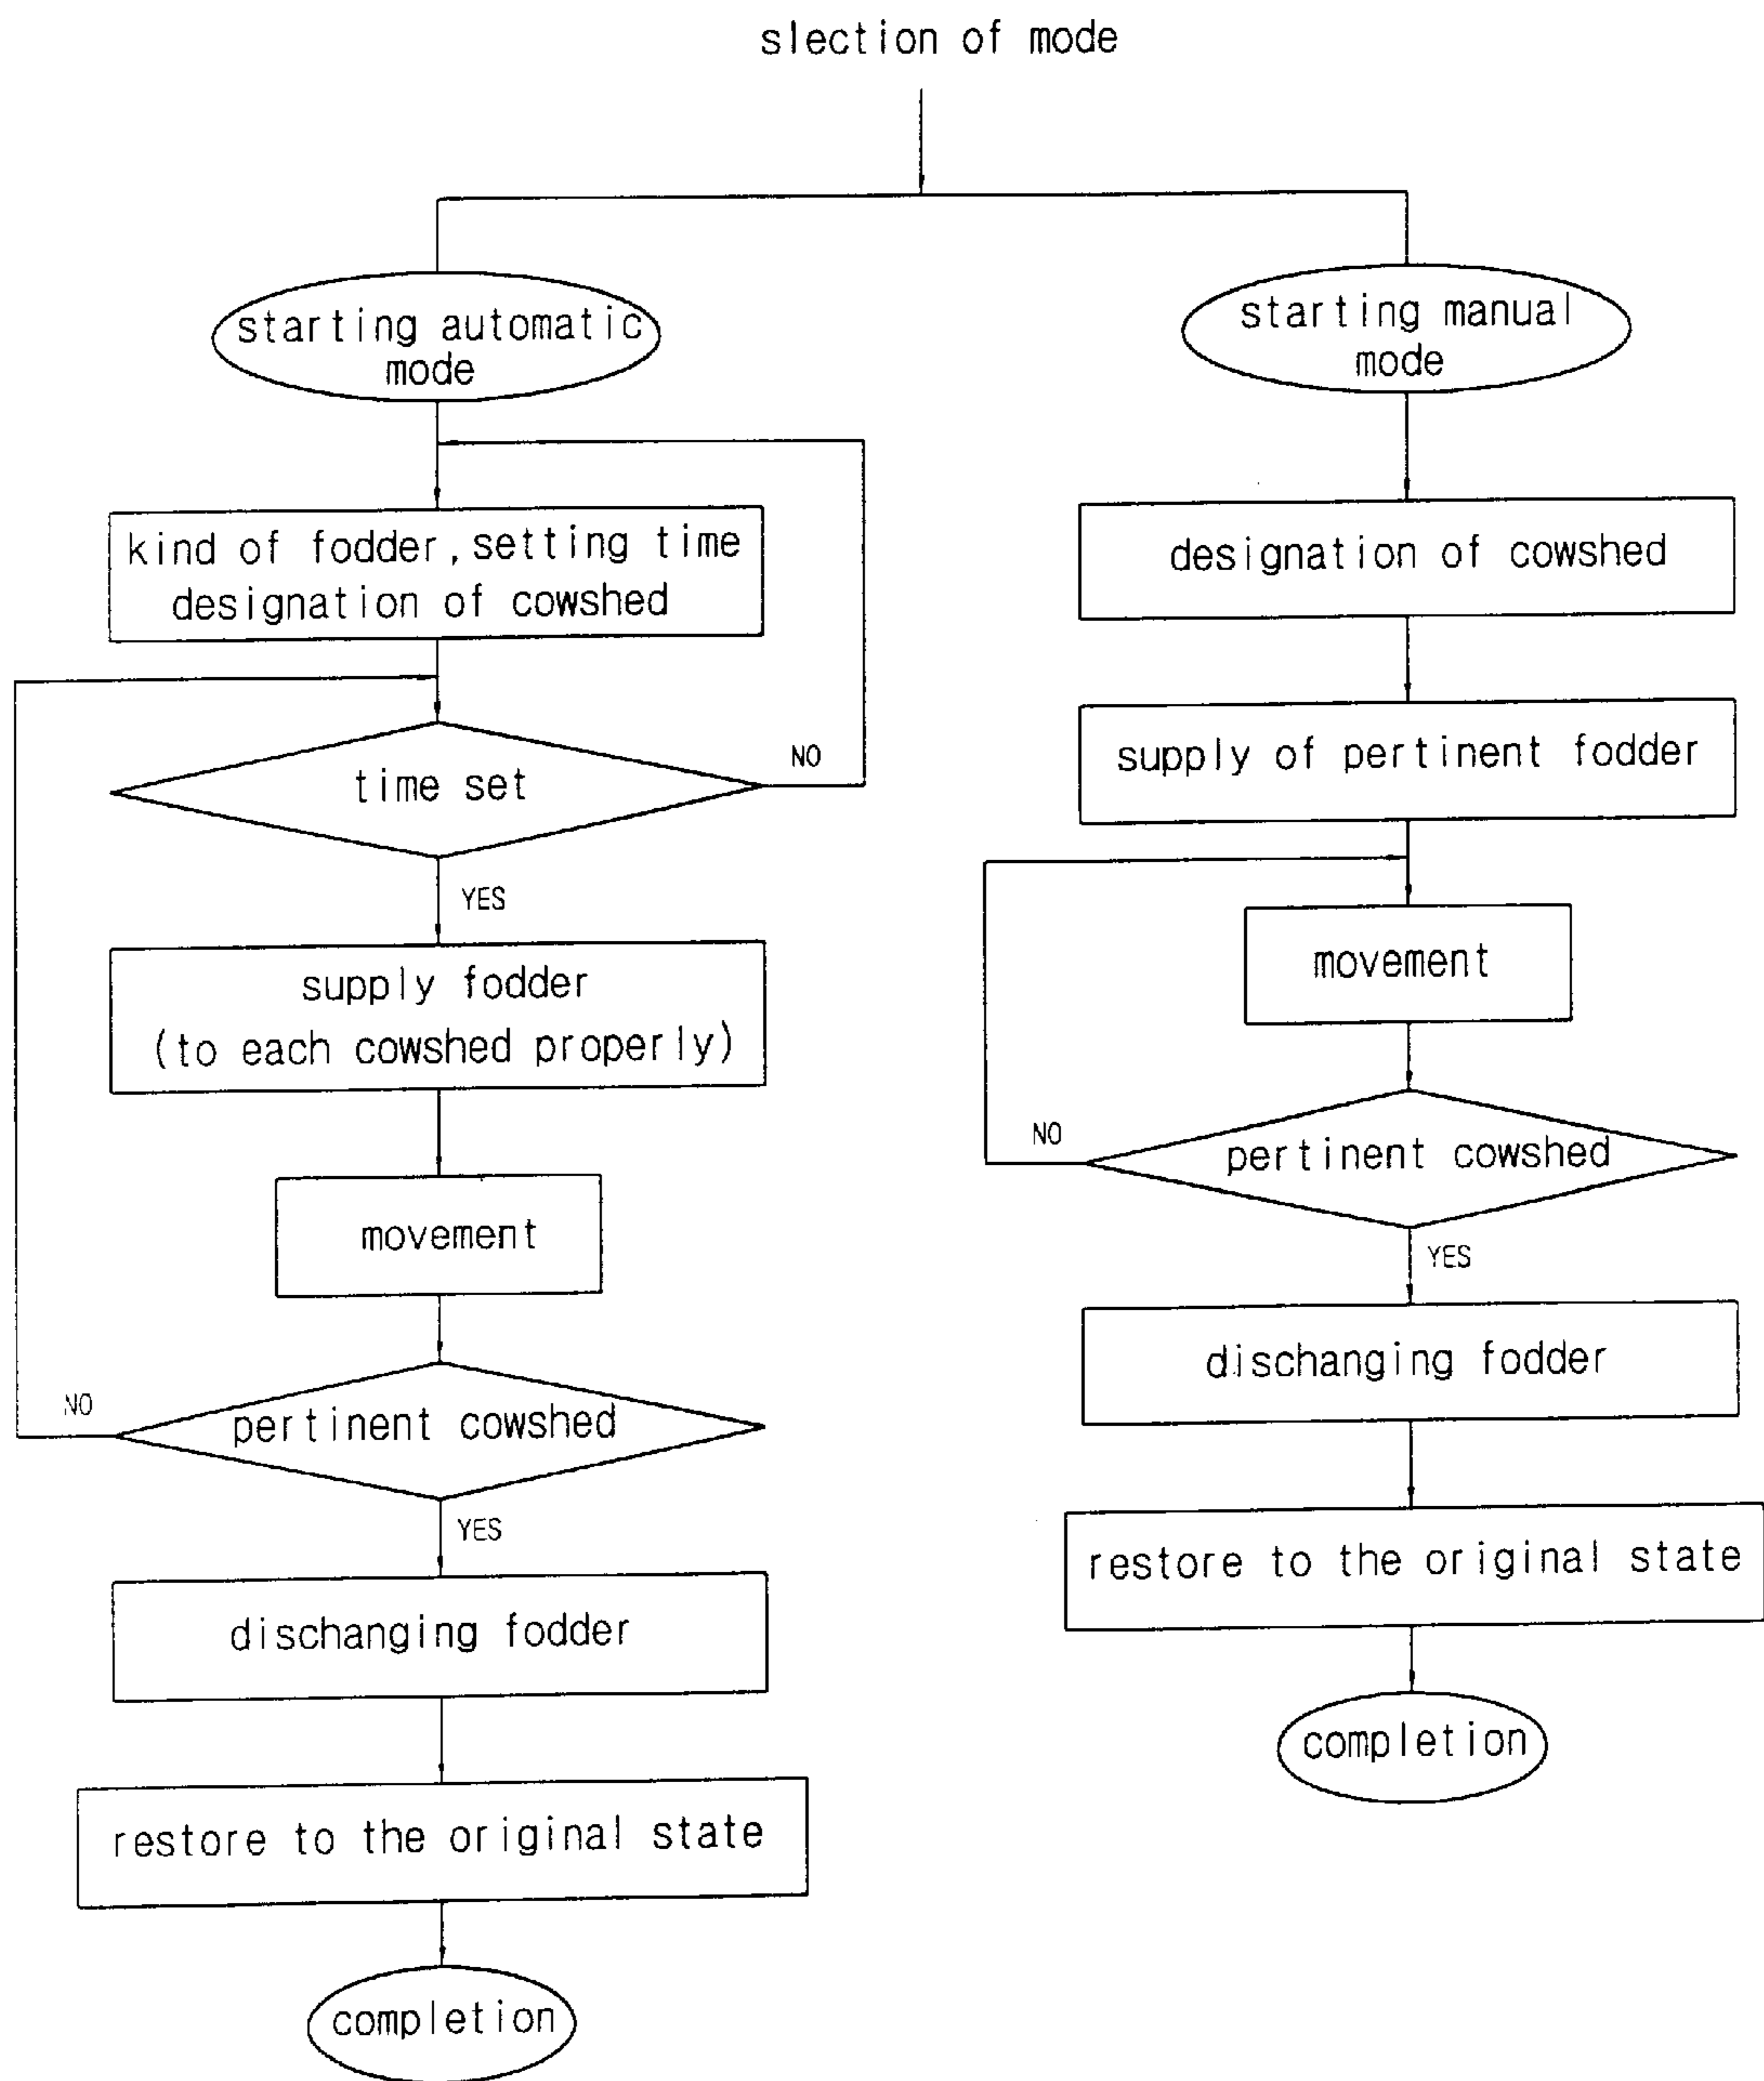 slection of mode
starting automatic
mode
kind of fodder,setting time
designation of cowshed
time set
NO
YES
supply fodder
(to each cowshed properly)
movement
pertinent cowshed
NO
YES
dischanging fodder
restore to the original state
completion
starting manual
mode
designation of cowshed
supply of pertinent fodder
movement
pertinent cowshed
NO
YES
dischanging fodder
restore to the original state
completion